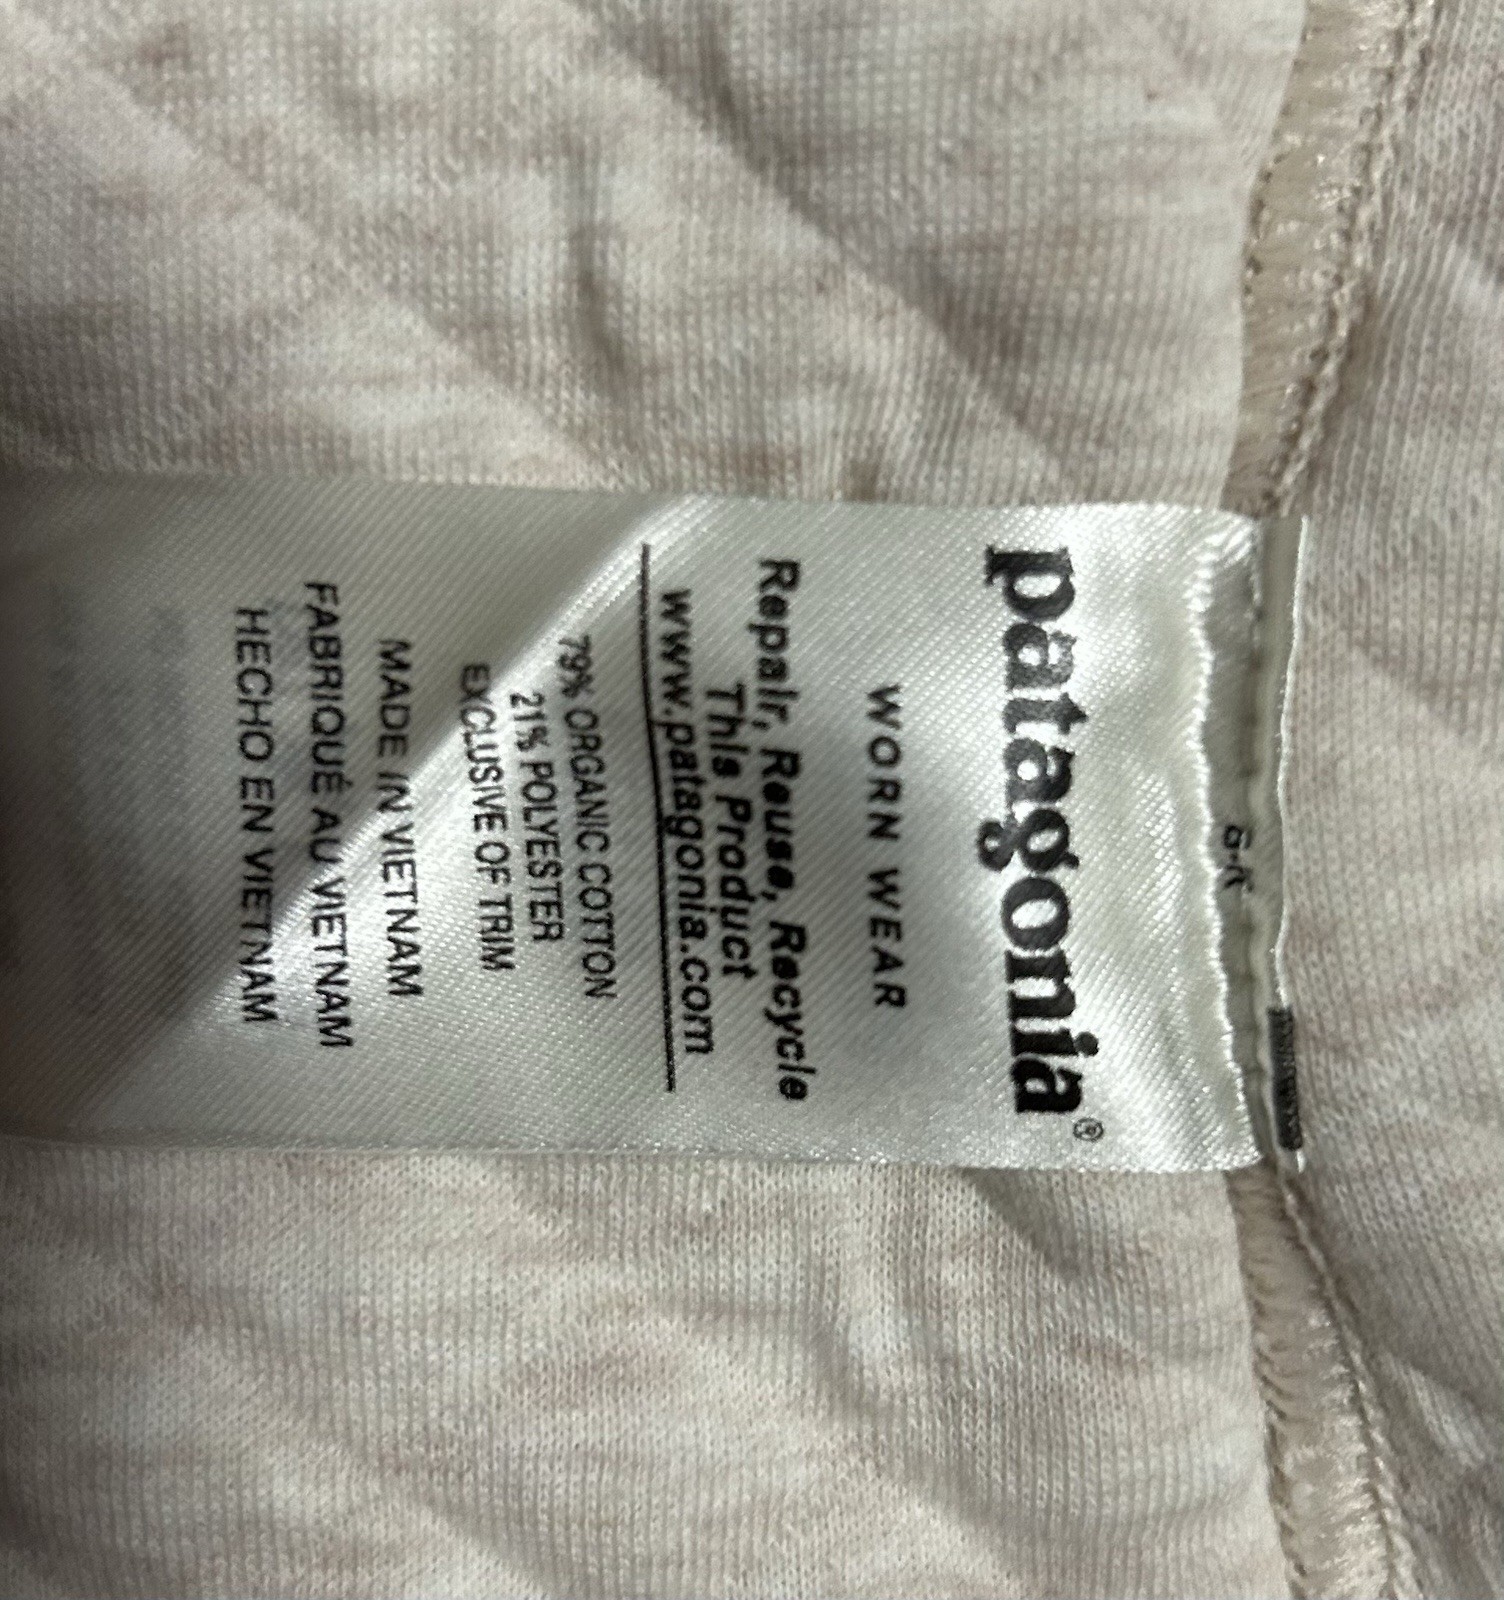 patagonia®
WORN WEAR
Repair, Reuse, Recycle
This Product
www.patagonia.com
79% ORGANIC COTTON
21% POLYESTER
EXCLUSIVE OF TRIM
MADE IN VIETNAM
FABRIQUÉ AU VIETNAM
HECHO EN VIETNAM